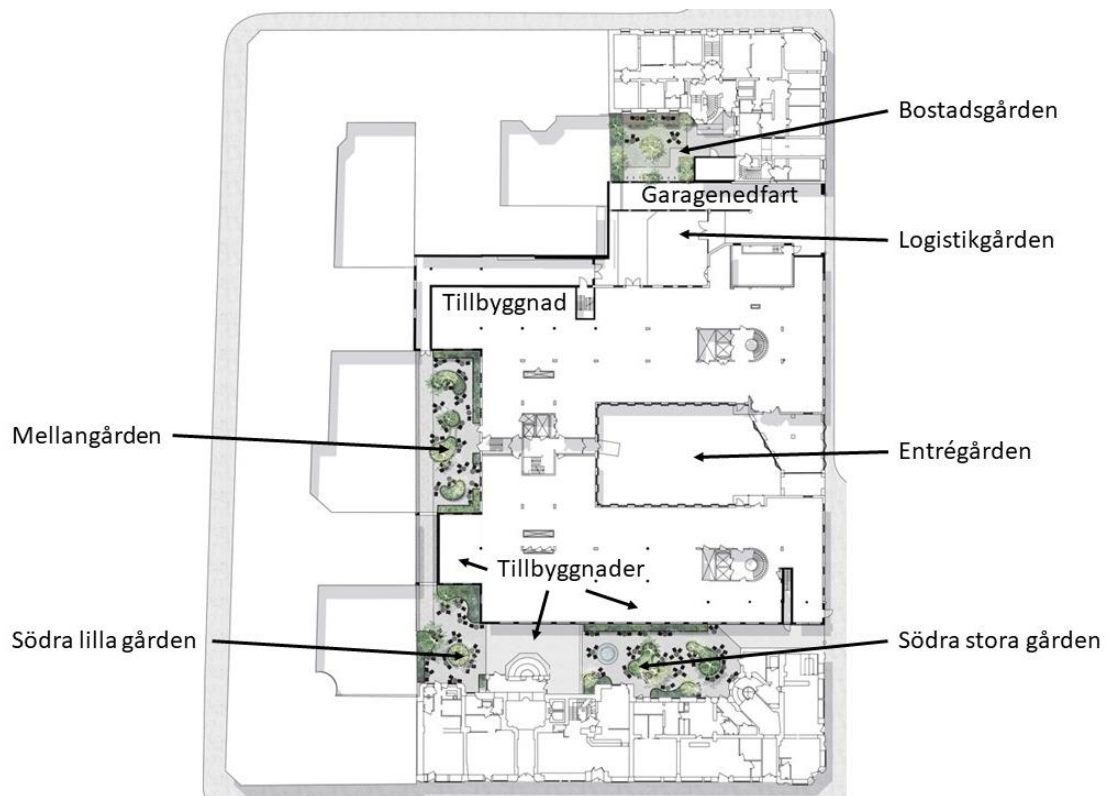 Bostadsgården
Garagenedfart
Logistikgården
Tillbyggnad
Mellangården
Entrégården
Tillbyggnader
Södra lilla gården
Södra stora gården